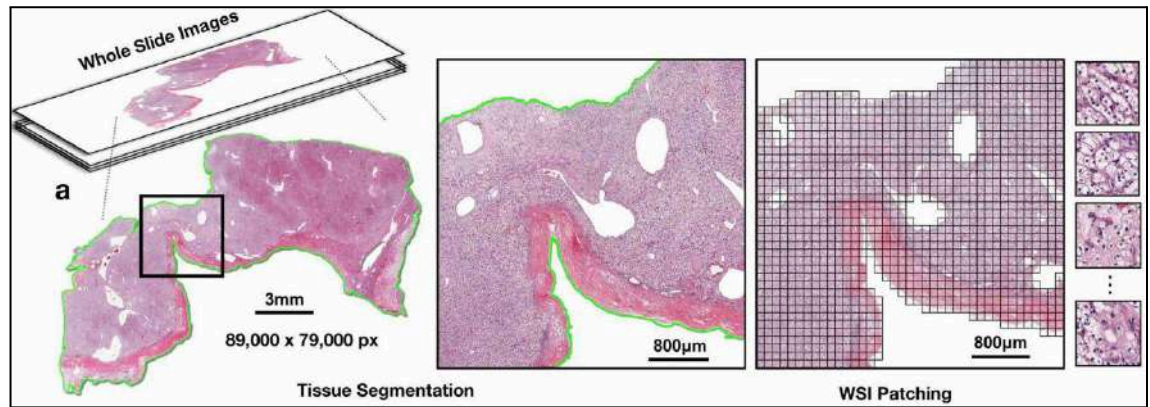 Whole Slide Images
a
3mm
89,000 x 79,000 px
800μm
800μm
Tissue Segmentation
WSI Patching